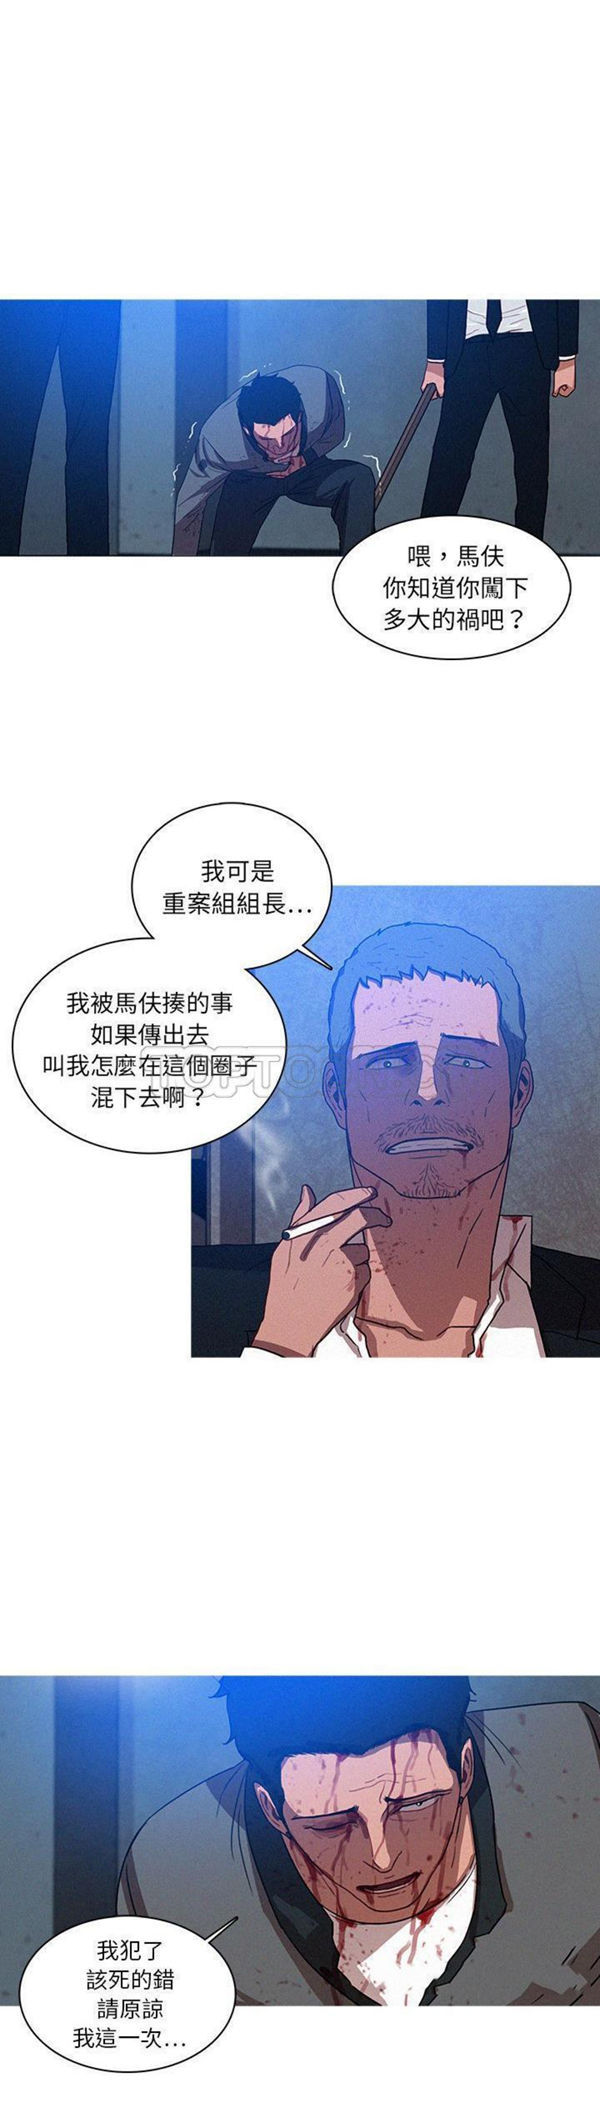 喂，馬伕
你知道你闖下
多大的禍吧？
我可是
重案組組長...
我被馬伕揍的事
如果傳出去
叫我怎麼在這個圈子
混下去啊？
我犯了
該死的錯
請原諒
我這一次...